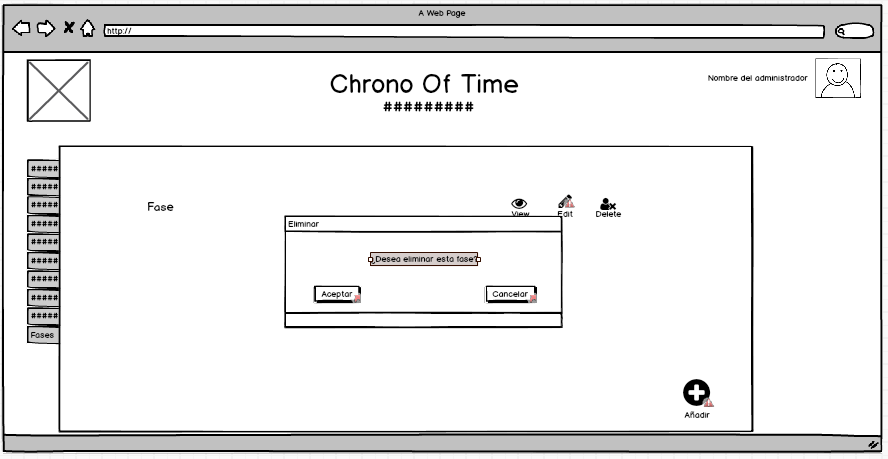 A Web Page
http://
Chrono Of Time
#########
Nombre del administrador
#####
#####
#####
#####
#####
#####
#####
#####
#####
Fases
Fase
View
Edit
Delete
Eliminar
¿Desea eliminar esta fase?
Aceptar
Cancelar
Añadir